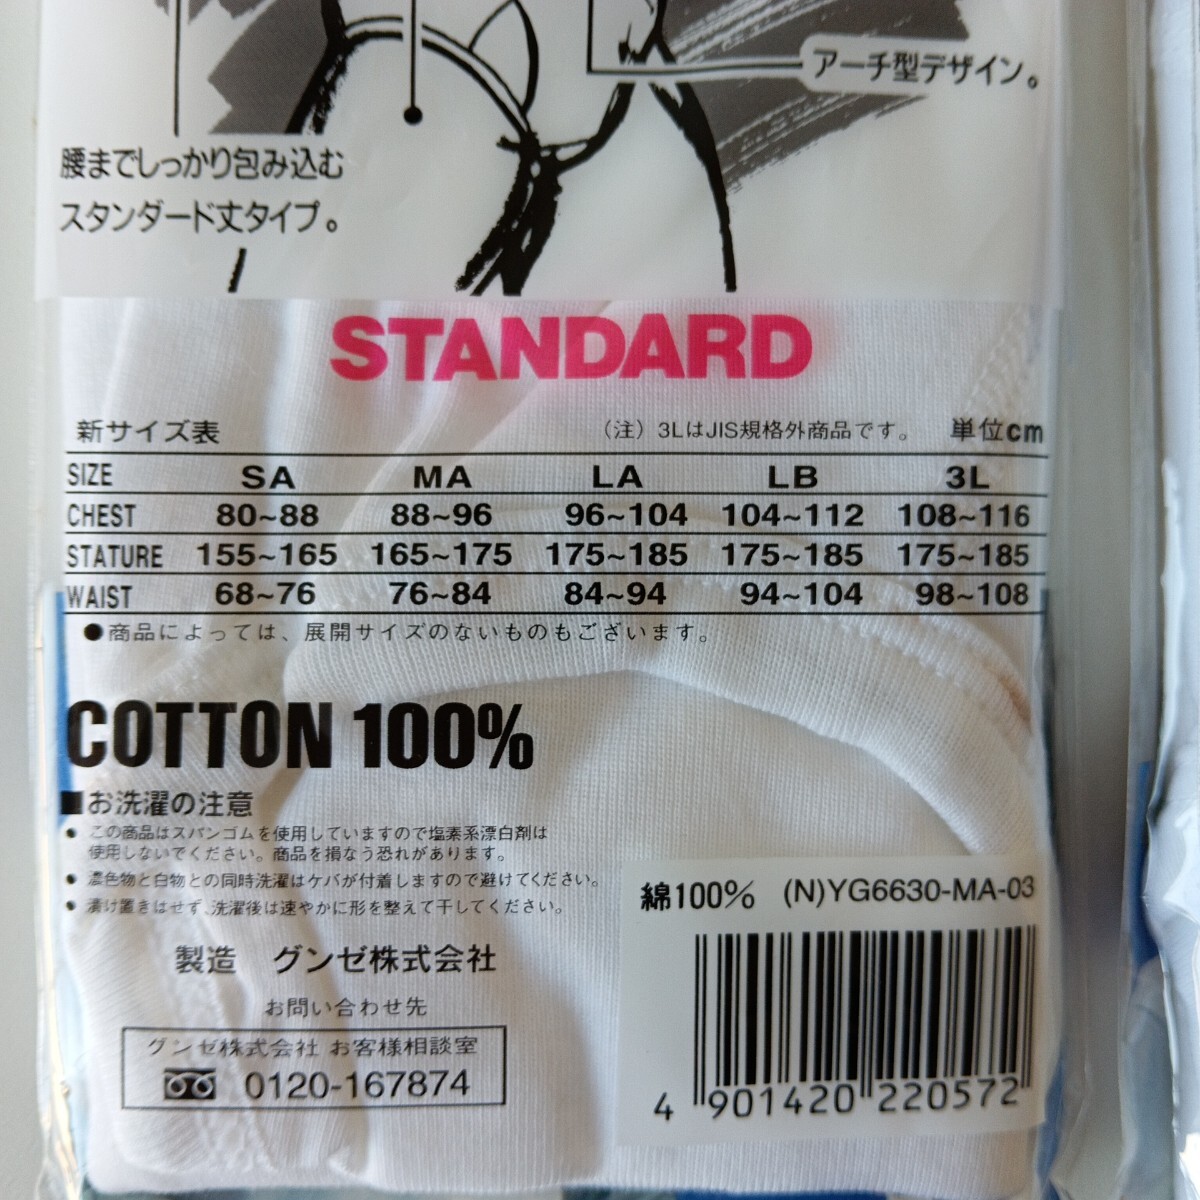 アーチ型デザイン。
腰までしっかり包み込む
スタンダード丈タイプ。
STANDARD
新サイズ表 (注) 3LはJIS規格外商品です。 単位cm
SIZE SA MA LA LB 3L
CHEST 80~88 88~96 96~104 104~112 108~116
STATURE 155~165 165~175 175~185 175~185 175~185
WAIST 68~76 76~84 84~94 94~104 98~108
●商品によっては、展開サイズのないものもございます。
COTTON 100%
■お洗濯の注意
● この商品はスパンゴムを使用していますので塩素系漂白剤は
使用しないでください。商品を損なう恐れがあります。
● 濃色物と白物との同時洗濯はケバが付着しますので避けてください。
● 漬け置きはせず、洗濯後は速やかに形を整えて干してください。
製造 グンゼ株式会社
お問い合わせ先
グンゼ株式会社 お客様相談室
0120-167874
綿100% (N)YG6630-MA-03
4 901420 220572